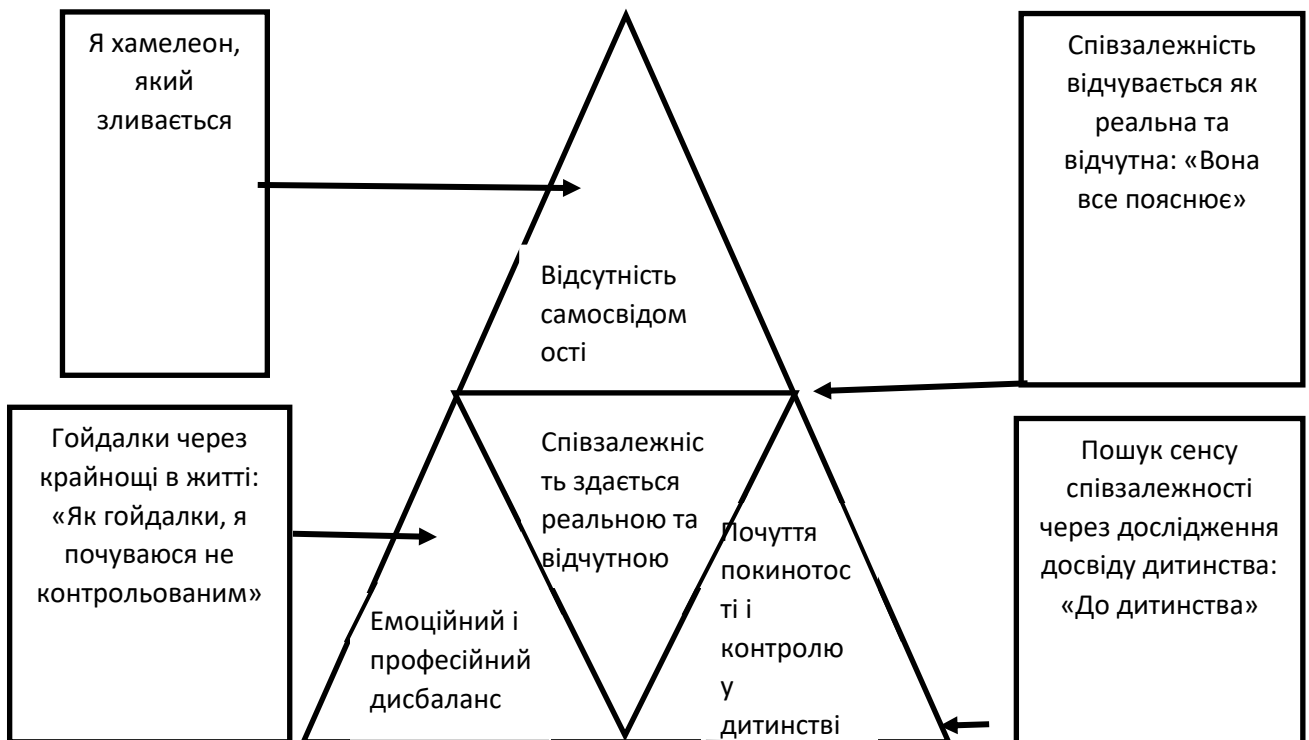 Я хамелеон,
який
зливається
Співзалежність
відчувається як
реальна та
відчутна: «Вона
все пояснює»
Відсутність
самосвідом
ості
Гойдалки через
крайнощі в житті:
«Як гойдалки, я
почуваюся не
контрольованим»
Співзалежніс
ть здається
реальною та
відчутною
Пошук сенсу
співзалежності
через дослідження
досвіду дитинства:
«До дитинства»
Емоційний і
професійний
дисбаланс
Почуття
покинотос
ті і
контролю
у
дитинстві